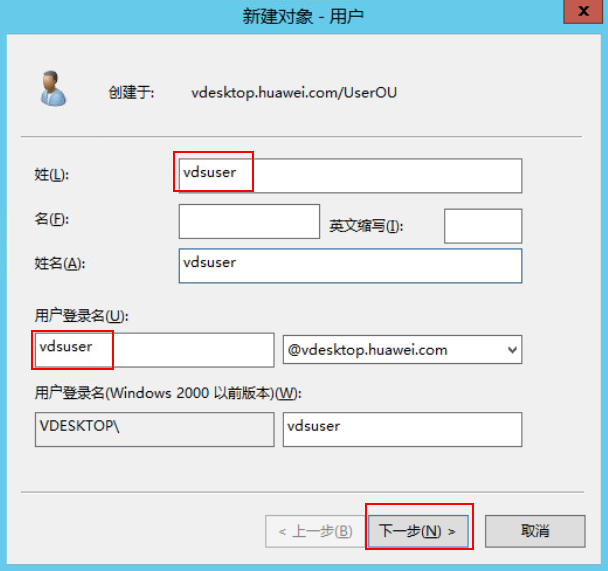 新建对象 - 用户
x
创建于: vdesktop.huawei.com/UserOU
姓(L): vdsuser
名(F): 英文缩写(I):
姓名(A): vdsuser
用户登录名(U):
vdsuser @vdesktop.huawei.com
用户登录名(Windows 2000 以前版本)(W):
VDESKTOP\ vdsuser
< 上一步(B) 下一步(N) > 取消